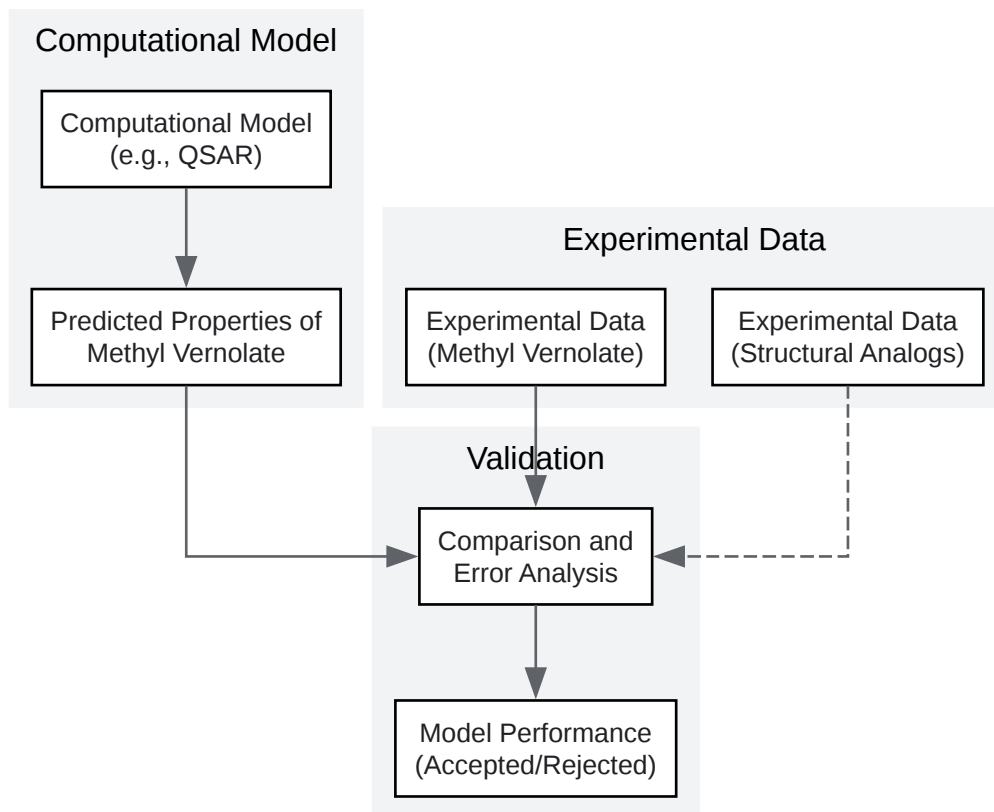 Computational Model
Computational Model
(e.g., QSAR)
Predicted Properties of
Methyl Vernolate
Experimental Data
Experimental Data
(Methyl Vernolate)
Experimental Data
(Structural Analogs)
Validation
Comparison and
Error Analysis
Model Performance
(Accepted/Rejected)